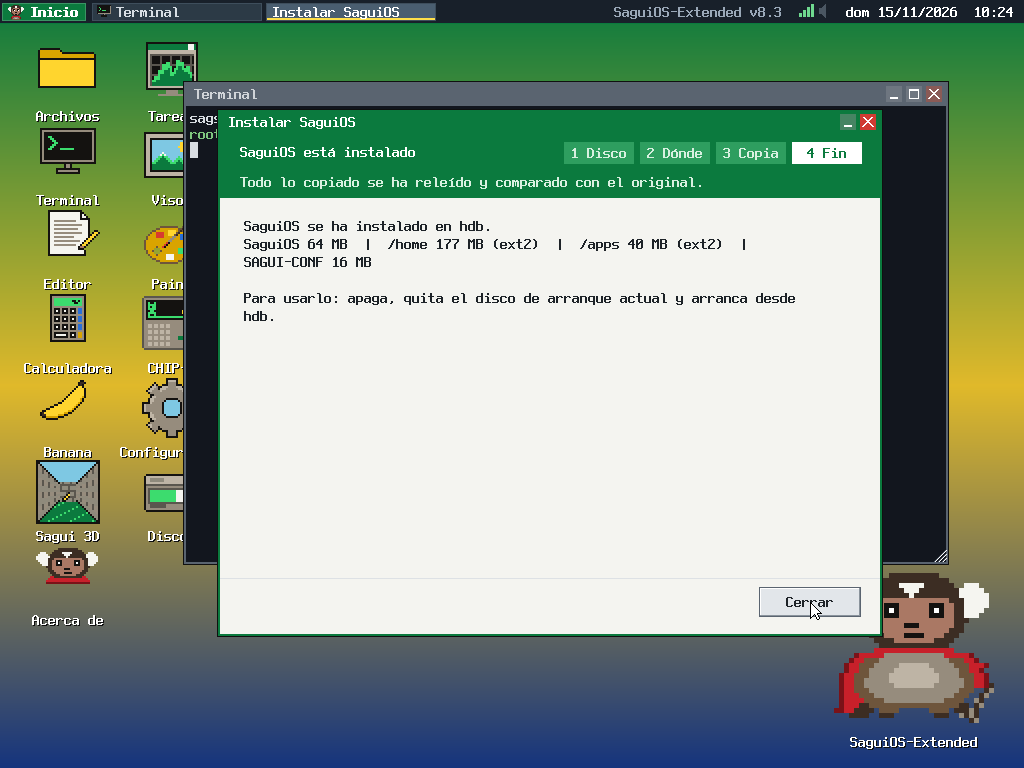 Inicio
Terminal
Instalar SaguiOS
SaguiOS-Extended v8.3
dom 15/11/2026
10:24
Archivos
Terminal
Editor
Calculadora
CHIP-
Banana
Sagui 3D
Acerca de
Terminal
Instalar SaguiOS
SaguiOS está instalado
1 Disco
2 Dónde
3 Copia
4 Fin
Todo lo copiado se ha releído y comparado con el original.
SaguiOS se ha instalado en hdb.
SaguiOS 64 MB | /home 177 MB (ext2) | /apps 40 MB (ext2) |
SAGUI-CONF 16 MB
Para usarlo: apaga, quita el disco de arranque actual y arranca desde
hdb.
Cerrar
SaguiOS-Extended